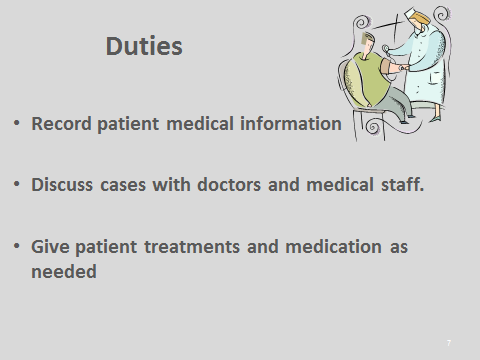 Duties
• Record patient medical information
• Discuss cases with doctors and medical staff.
• Give patient treatments and medication as
needed
7